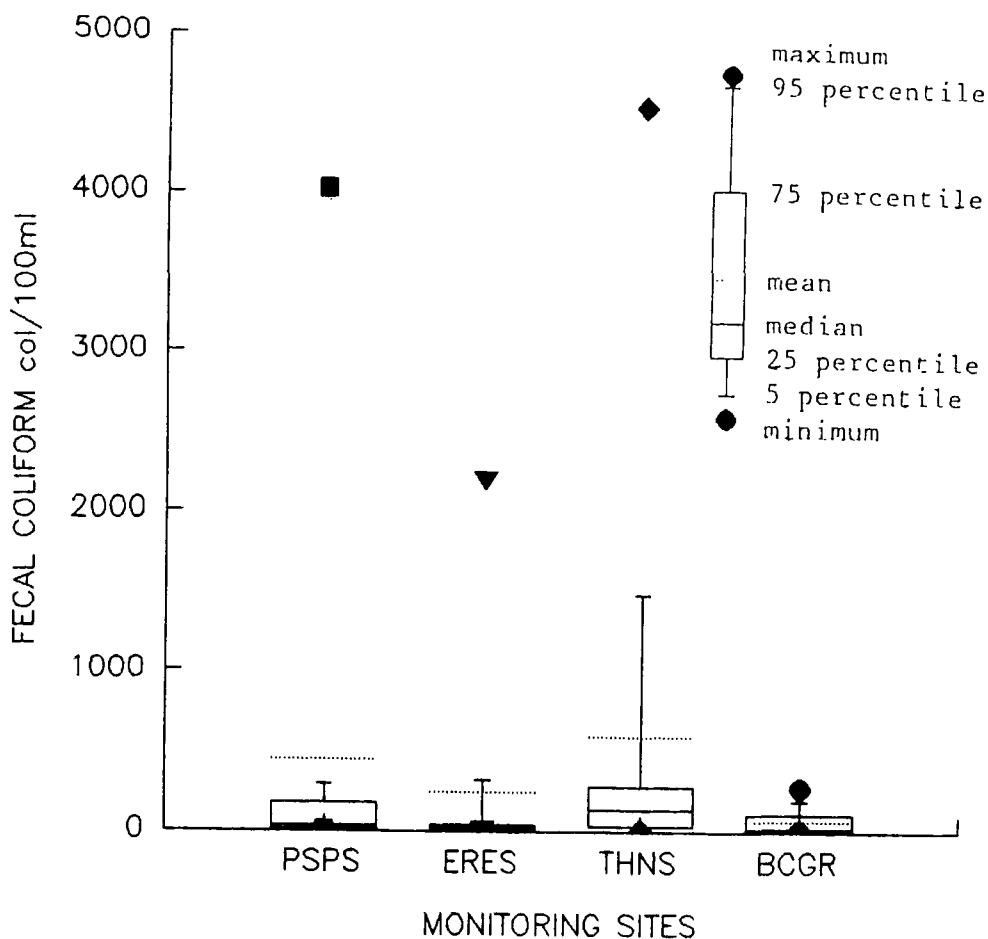 5000
4000
3000
2000
1000
0
FECAL COLIFORM col/100ml
maximum
95 percentile
75 percentile
mean
median
25 percentile
5 percentile
minimum
PSPS ERES THNS BCGR
MONITORING SITES